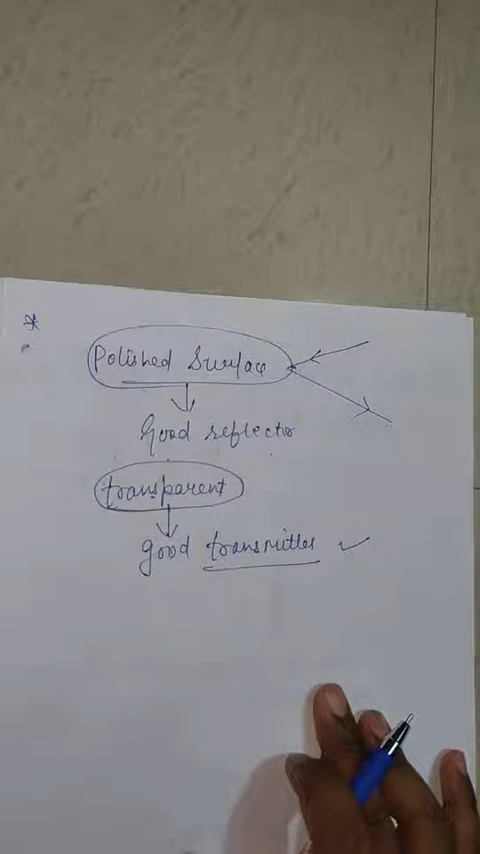 *
Polished Surface
Good reflector
transparent
good transmitter